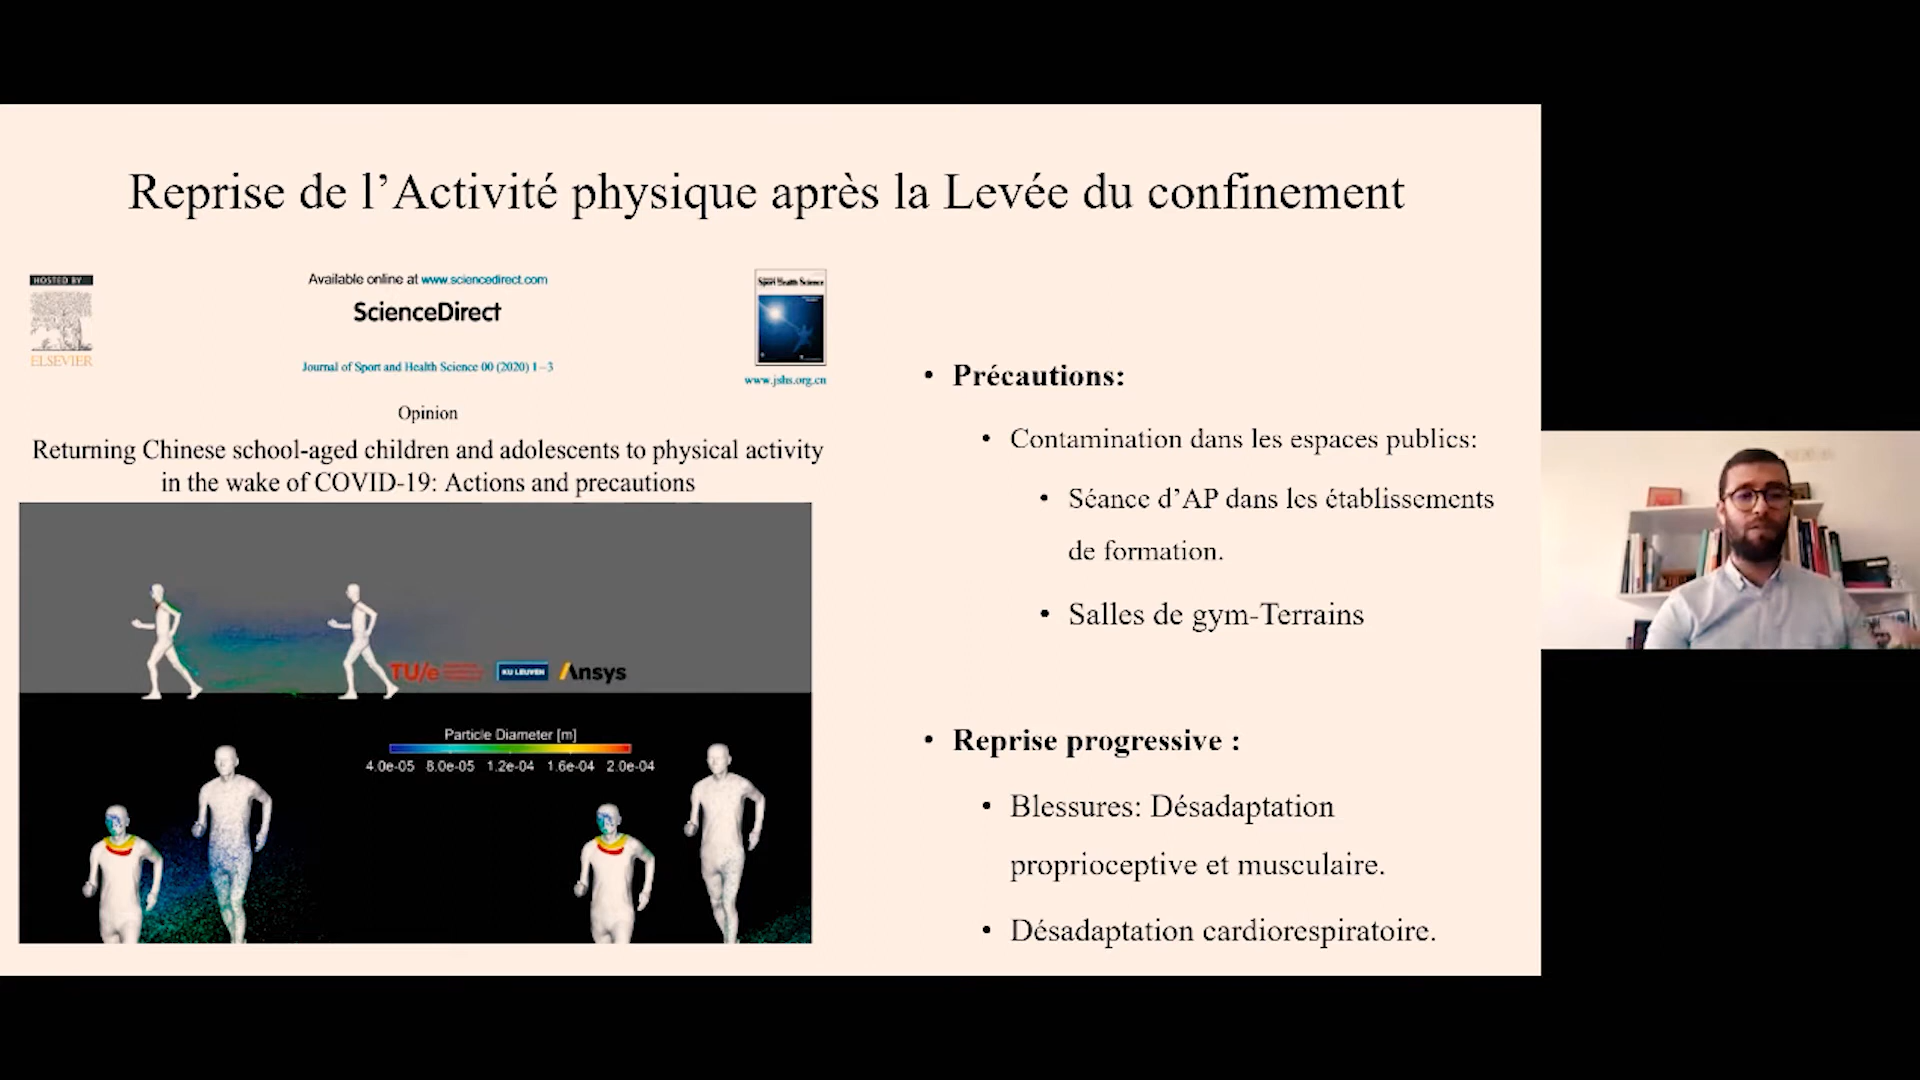 Reprise de l’Activité physique après la Levée du confinement
HOSTED BY
ELSEVIER
Available online at www.sciencedirect.com
ScienceDirect
Journal of Sport and Health Science 00 (2020) 1–3
Sport Health Science
www.jshs.org.cn
Opinion
Returning Chinese school-aged children and adolescents to physical activity
in the wake of COVID-19: Actions and precautions
TU/e
KU LEUVEN
Ansys
Particle Diameter [m]
4.0e-05 8.0e-05 1.2e-04 1.6e-04 2.0e-04
• Précautions:
• Contamination dans les espaces publics:
• Séance d’AP dans les établissements
de formation.
• Salles de gym-Terrains
• Reprise progressive :
• Blessures: Désadaptation
proprioceptive et musculaire.
• Désadaptation cardiorespiratoire.